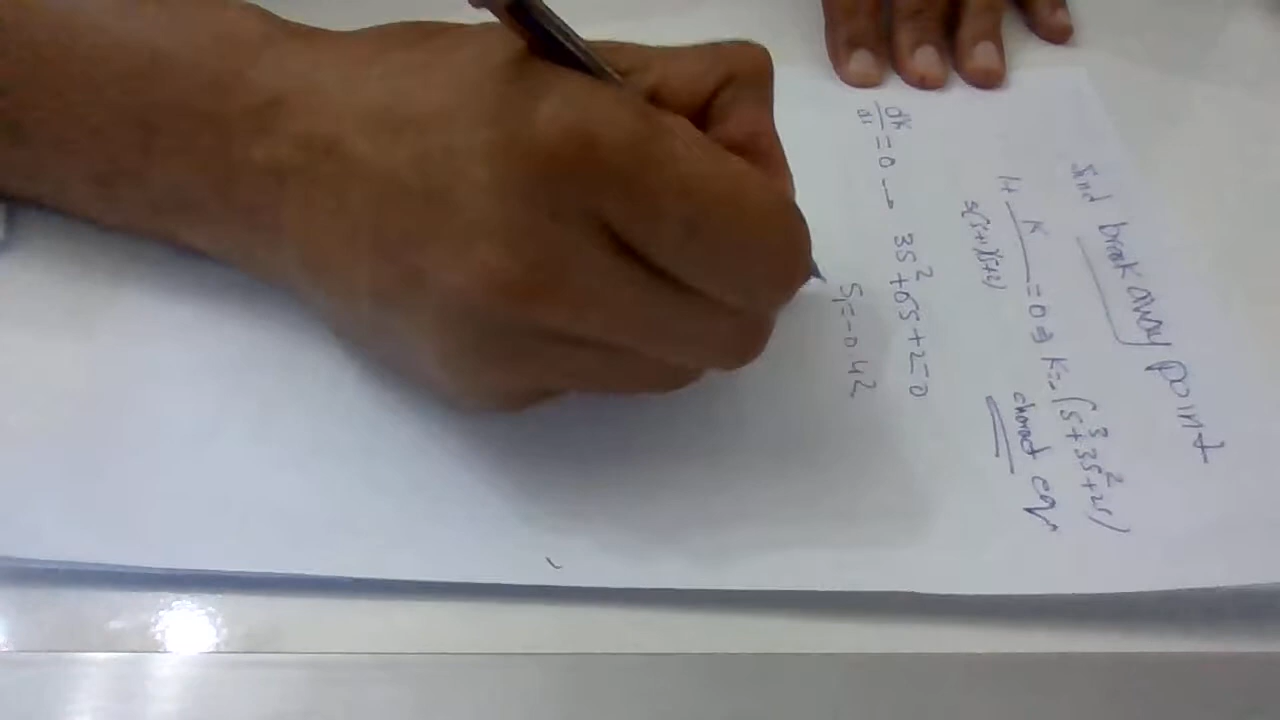 find break away point
1+ K/s(s+1)(s+2) = 0 ⇒ K=-(s³+3s²+2s)
charact eqn
dk/ds = 0 → 3s²+6s+2=0
S₁=-0.42